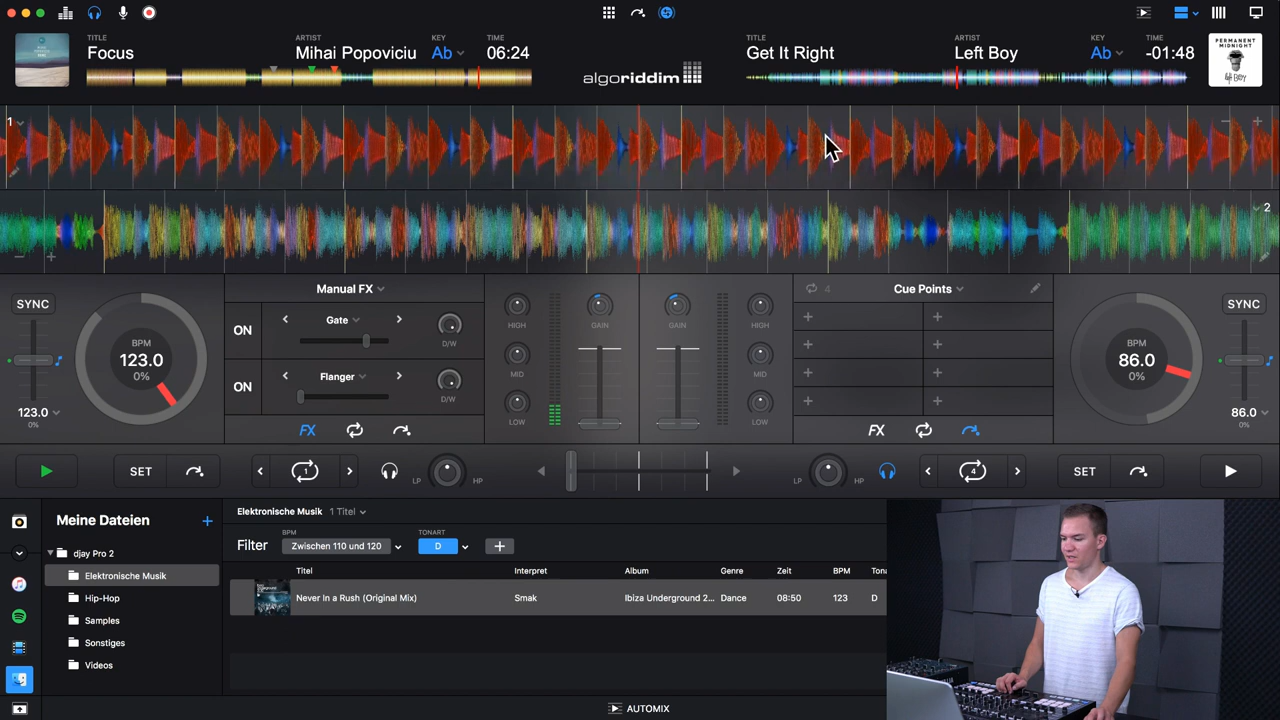 TITLE
Focus
ARTIST
Mihai Popoviciu
KEY
Ab
TIME
06:24
algoriddim
TITLE
Get It Right
ARTIST
Left Boy
KEY
Ab
TIME
-01:48
PERMANENT
MIDNIGHT
1
2
SYNC
BPM
123.0
0%
123.0
0%
Manual FX
ON
Gate
D/W
ON
Flanger
D/W
FX
HIGH
MID
LOW
GAIN
GAIN
HIGH
MID
LOW
4
Cue Points
FX
BPM
86.0
0%
SYNC
86.0
0%
SET
1
LP
HP
LP
HP
4
SET
Meine Dateien
djay Pro 2
Elektronische Musik
Hip-Hop
Samples
Sonstiges
Videos
Elektronische Musik 1 Titel
Filter
BPM
Zwischen 110 und 120
TONART
D
Titel Interpret Album Genre Zeit BPM Tona
Never In a Rush (Original Mix) Smak Ibiza Underground 2... Dance 08:50 123 D
AUTOMIX